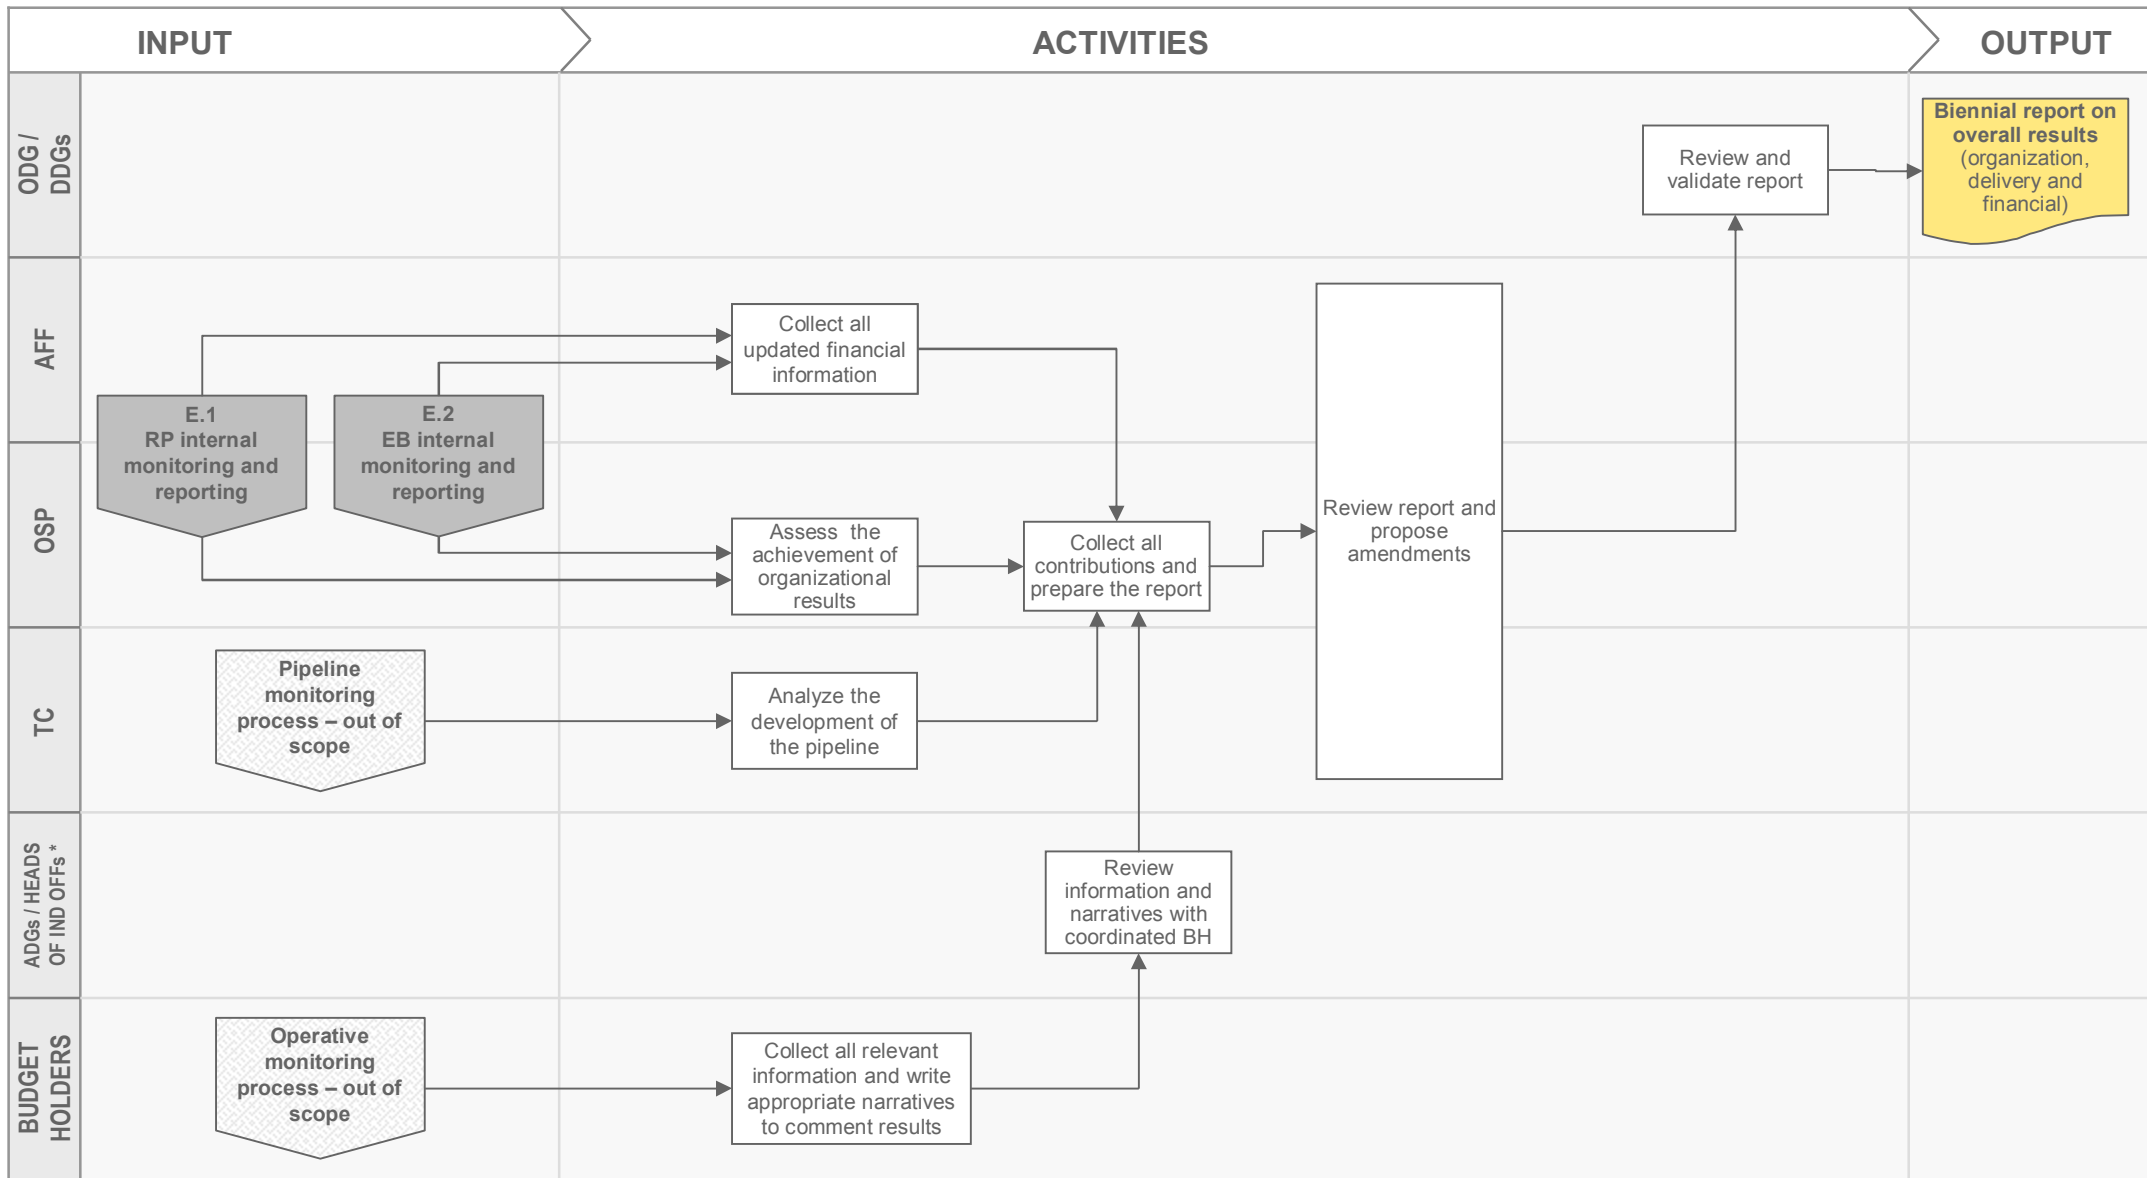 INPUT
ACTIVITIES
OUTPUT
ODG /
DDGs
Review and
validate report
Biennial report on
overall results
(organization,
delivery and
financial)
AFF
Collect all
updated financial
information
E.1
RP internal
monitoring and
reporting
E.2
EB internal
monitoring and
reporting
OSP
Assess the
achievement of
organizational
results
Collect all
contributions and
prepare the report
Review report and
propose
amendments
TC
Pipeline
monitoring
process – out of
scope
Analyze the
development of
the pipeline
ADGs / HEADS
OF IND OFFs *
Review
information and
narratives with
coordinated BH
BUDGET
HOLDERS
Operative
monitoring
process – out of
scope
Collect all relevant
information and write
appropriate narratives
to comment results